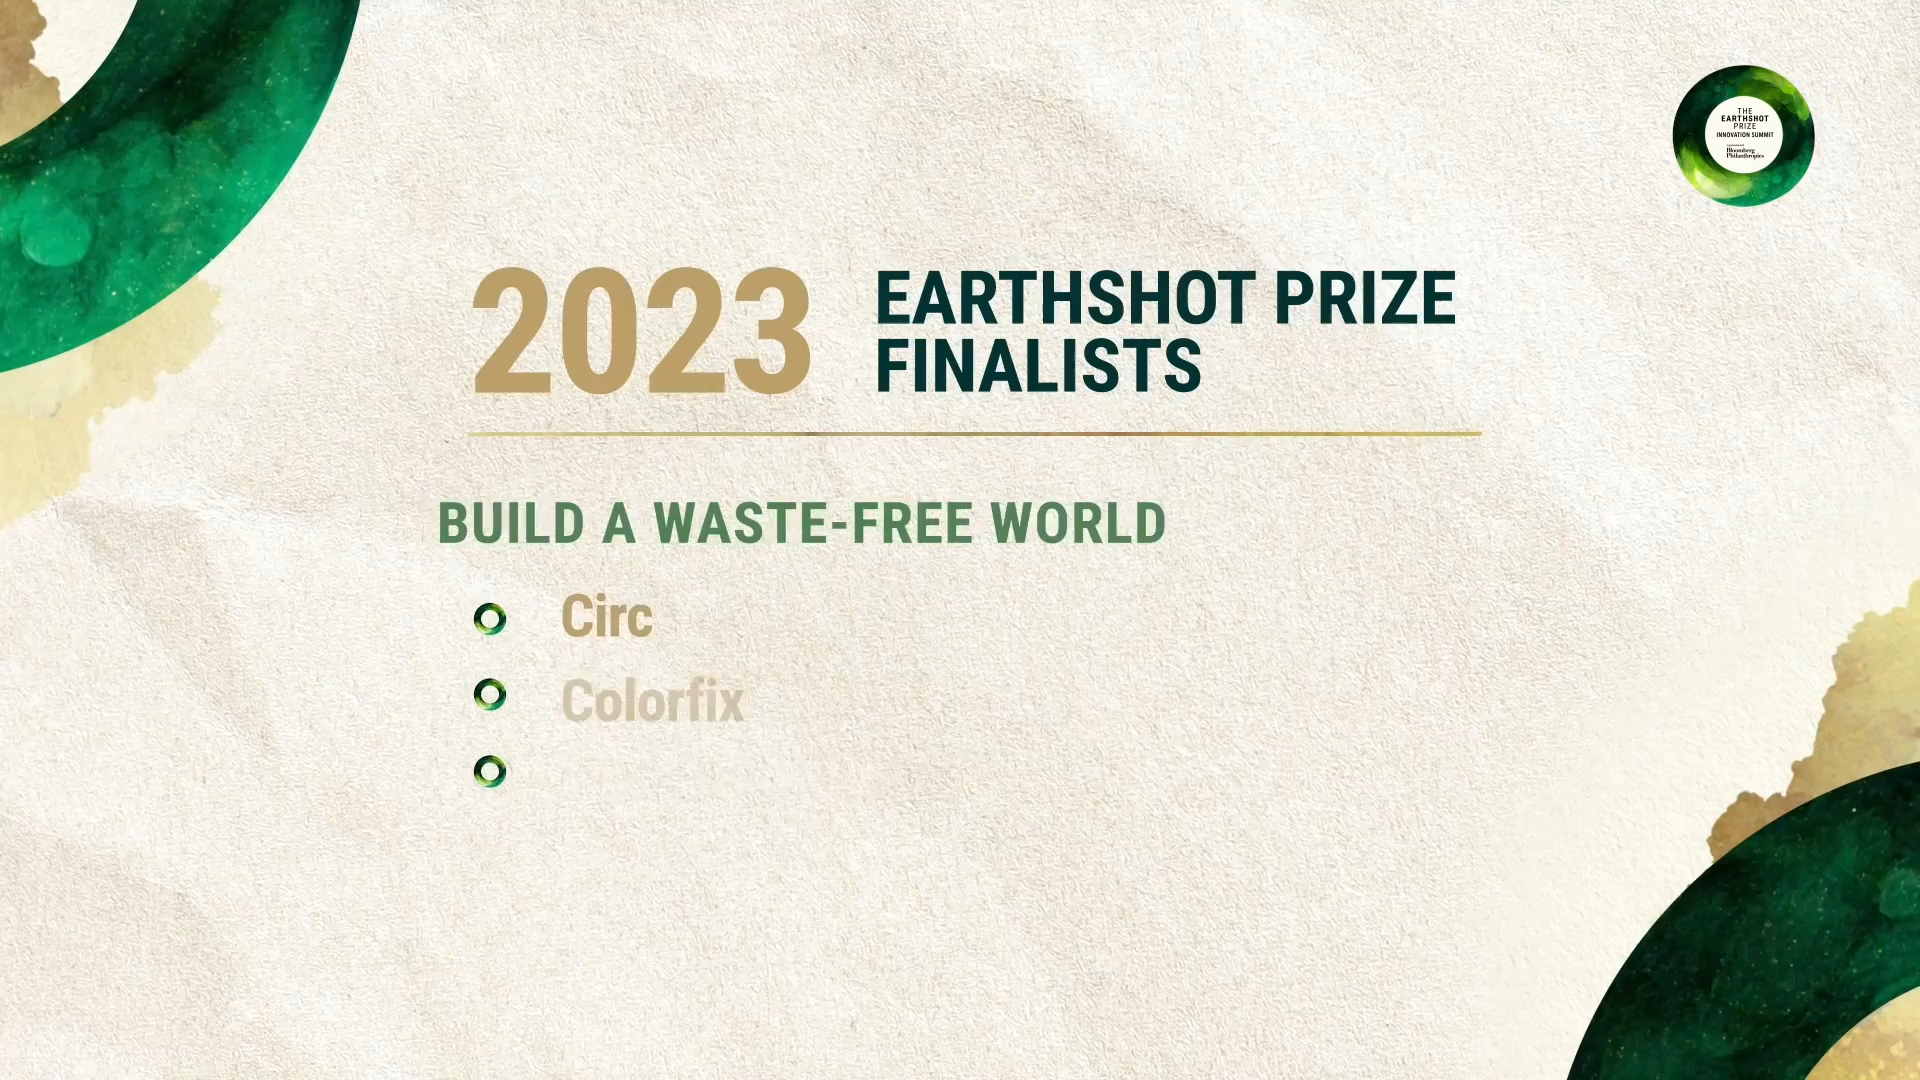 THE
EARTHSHOT
PRIZE
INNOVATION SUMMIT
Bloomberg
Philanthropies
2023
EARTHSHOT PRIZE
FINALISTS
BUILD A WASTE-FREE WORLD
Circ
Colorfix